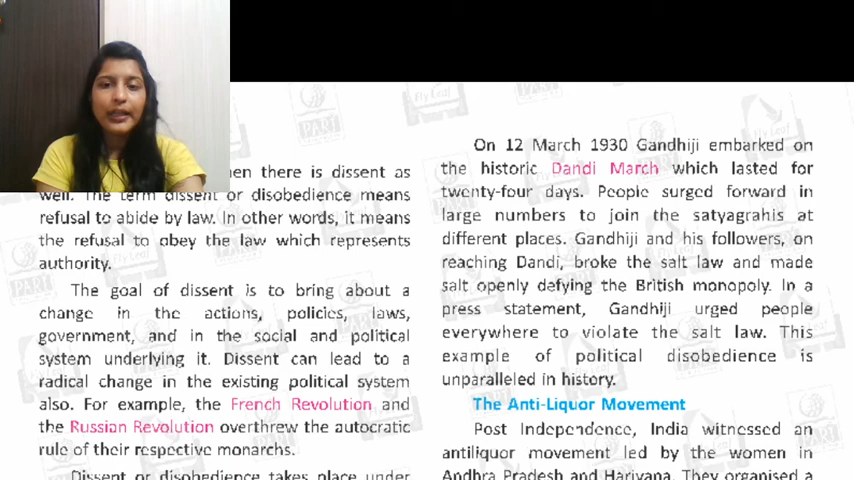 en there is dissent as
well. The term dissent or disobedience means
refusal to abide by law. In other words, it means
the refusal to obey the law which represents
authority.
The goal of dissent is to bring about a
change in the actions, policies, laws,
government, and in the social and political
system underlying it. Dissent can lead to a
radical change in the existing political system
also. For example, the French Revolution and
the Russian Revolution overthrew the autocratic
rule of their respective monarchs.
Dissent or disobedience takes place under
On 12 March 1930 Gandhiji embarked on
the historic Dandi March which lasted for
twenty-four days. People surged forward in
large numbers to join the satyagrahis at
different places. Gandhiji and his followers, on
reaching Dandi, broke the salt law and made
salt openly defying the British monopoly. In a
press statement, Gandhiji urged people
everywhere to violate the salt law. This
example of political disobedience is
unparalleled in history.
The Anti-Liquor Movement
Post Independence, India witnessed an
antiliquor movement led by the women in
Andhra Pradesh and Hariyana. They organised a